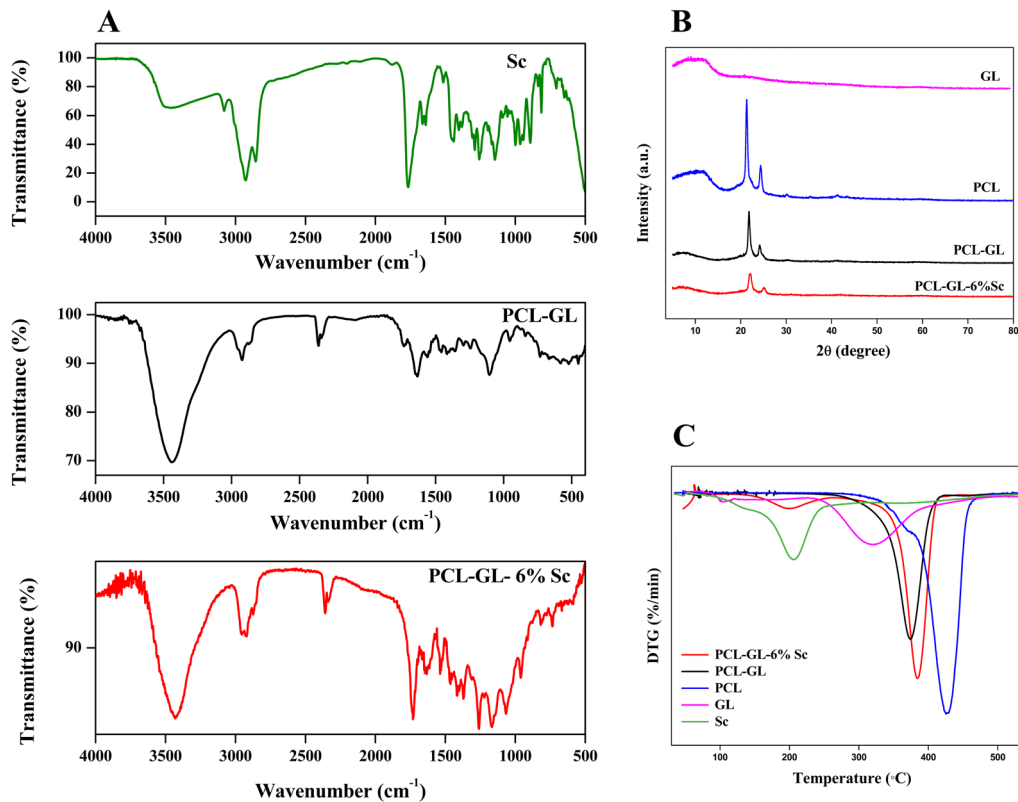 A
100
80
60
40
20
0
Transmittance (%)
Sc
4000 3500 3000 2500 2000 1500 1000 500
Wavenumber (cm-1)
100
90
80
70
Transmittance (%)
PCL-GL
4000 3500 3000 2500 2000 1500 1000 500
Wavenumber (cm-1)
90
Transmittance (%)
PCL-GL- 6% Sc
4000 3500 3000 2500 2000 1500 1000 500
Wavenumber (cm-1)
B
Intensity (a.u.)
GL
PCL
PCL-GL
PCL-GL-6%Sc
10 20 30 40 50 60 70 80
2θ (degree)
C
DTG (%/min)
PCL-GL-6% Sc
PCL-GL
PCL
GL
Sc
100 200 300 400 500
Temperature (◦C)